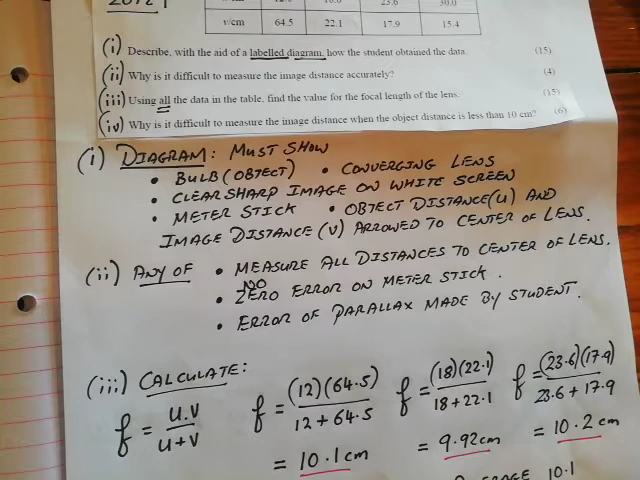 2012
23.6 30.0
v/cm 64.5 22.1 17.9 15.4
(i) Describe, with the aid of a labelled diagram, how the student obtained the data. (15)
(ii) Why is it difficult to measure the image distance accurately? (4)
(iii) Using all the data in the table, find the value for the focal length of the lens. (15)
(iv) Why is it difficult to measure the image distance when the object distance is less than 10 cm? (6)
(i) DIAGRAM: MUST SHOW
• BULB (OBJECT) • CONVERGING LENS
• CLEAR SHARP IMAGE ON WHITE SCREEN
• METER STICK • OBJECT DISTANCE (U) AND
IMAGE DISTANCE (V) ARROWED TO CENTER OF LENS.
(ii) ANY OF • MEASURE ALL DISTANCES TO CENTER OF LENS.
• NO ZERO ERROR ON METER STICK.
• ERROR OF PARALLAX MADE BY STUDENT.
(iii) CALCULATE:
f = U.V / U+V f = (12)(64.5) / 12 + 64.5 f = (18)(22.1) / 18 + 22.1 f = (23.6)(17.9) / 23.6 + 17.9
= 10.1 cm = 9.92 cm = 10.2 cm
10.1